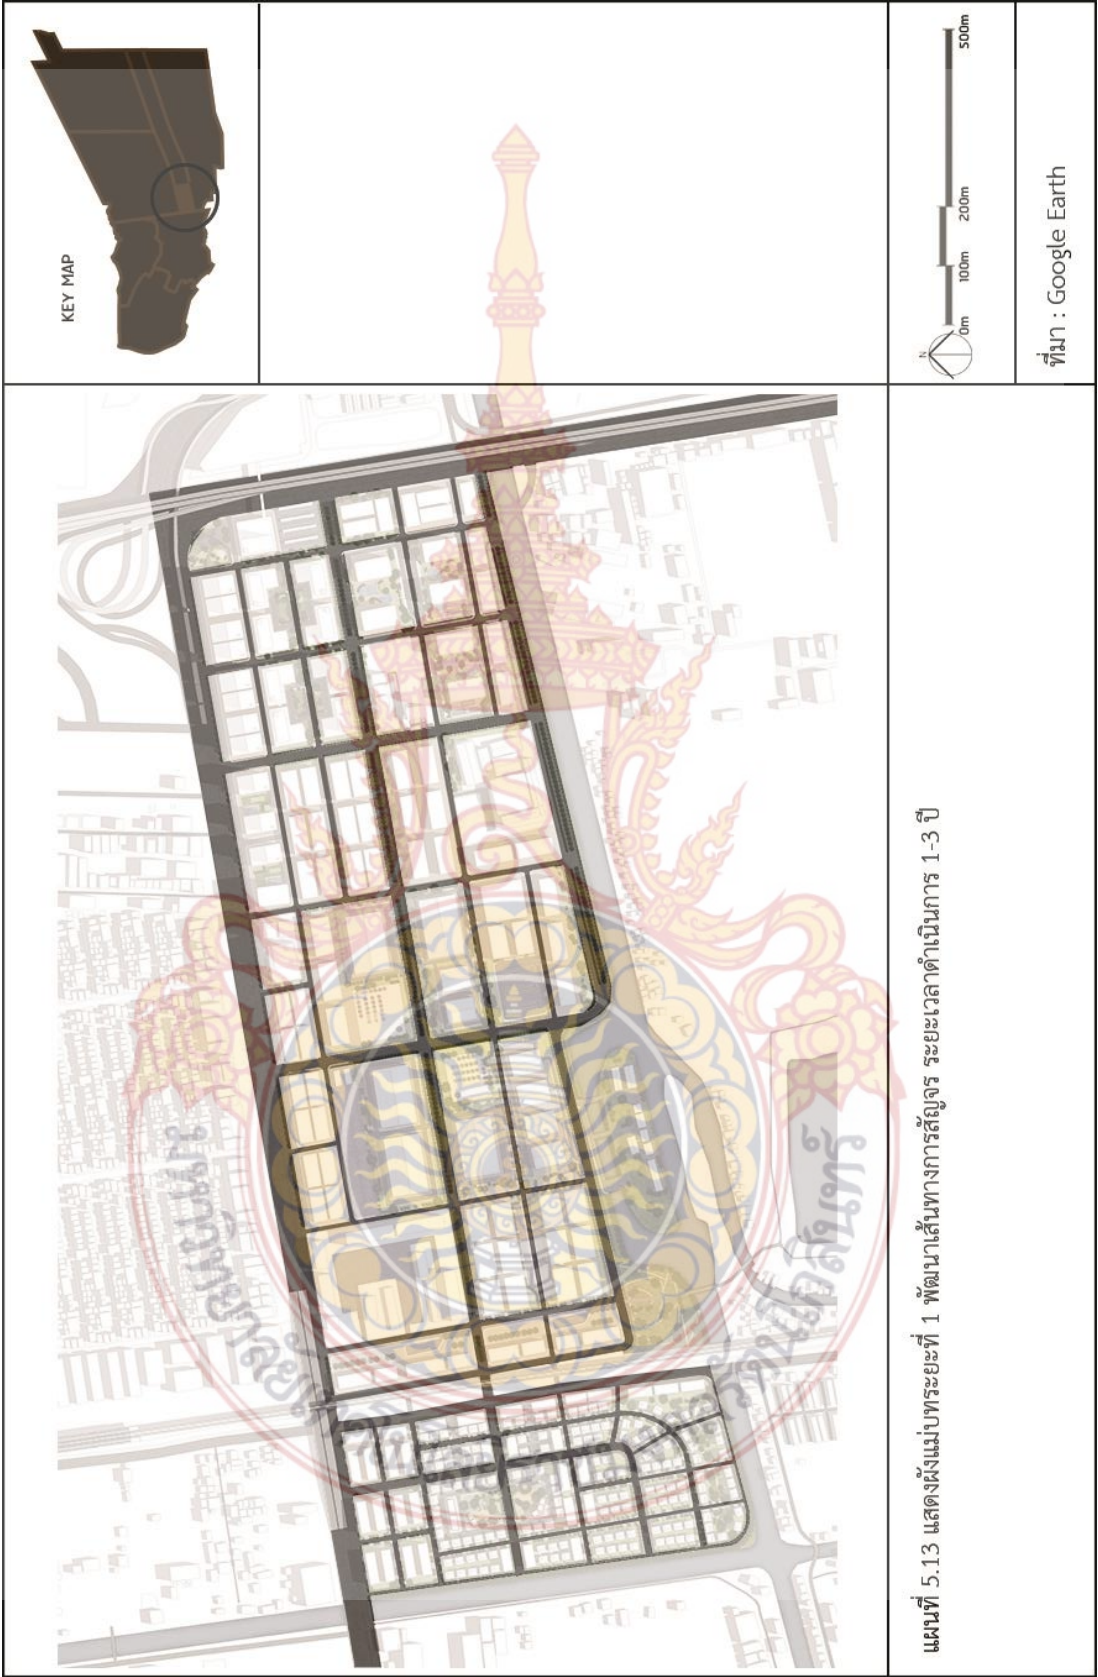 KEY MAP
N
0m 100m 200m 500m
ที่มา : Google Earth
แผนที่ 5.13 แสดงผังแม่บทระยะที่ 1 พัฒนาเส้นทางการสัญจร ระยะเวลาดำเนินการ 1-3 ปี